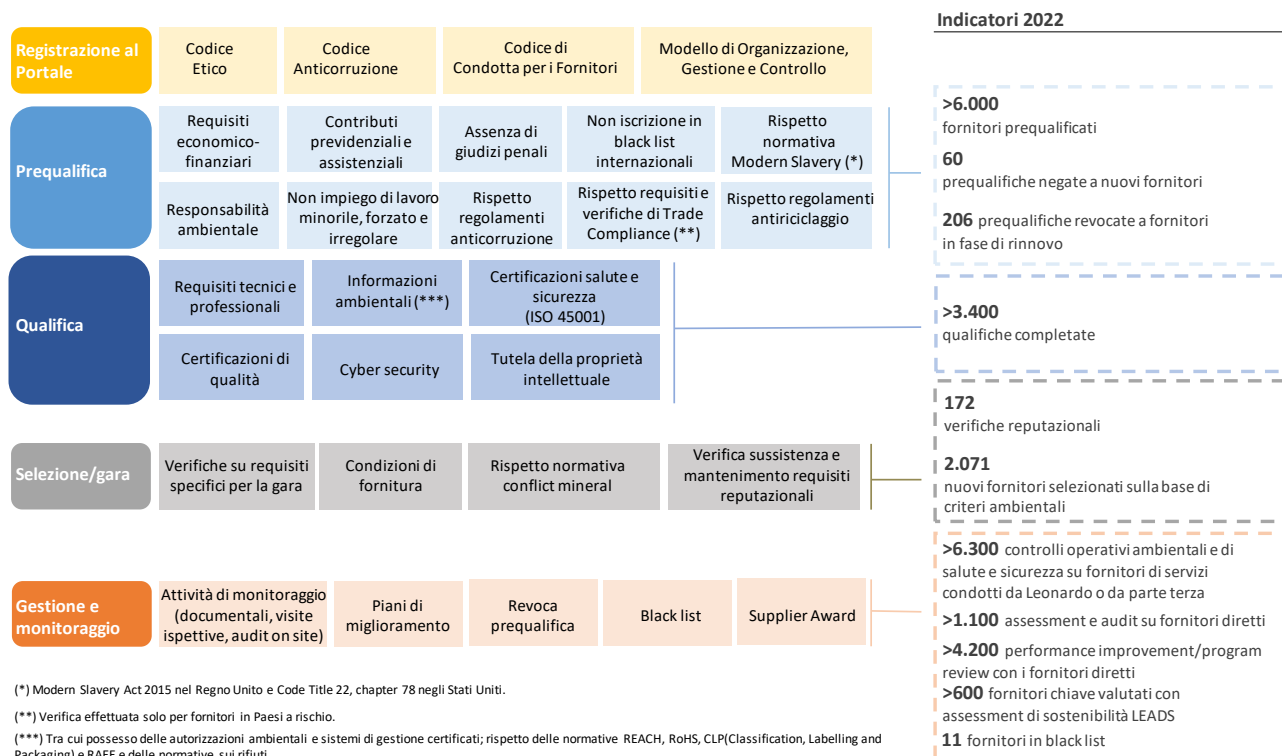 Indicatori 2022
Registrazione al
Portale
Codice
Etico
Codice
Anticorruzione
Codice di
Condotta per i Fornitori
Modello di Organizzazione,
Gestione e Controllo
Prequalifica
Requisiti
economico-
finanziari
Contributi
previdenziali e
assistenziali
Assenza di
giudizi penali
Non iscrizione in
black list
internazionali
Rispetto
normativa
Modern Slavery (*)
Responsabilità
ambientale
Non impiego di lavoro
minorile, forzato e
irregolare
Rispetto
regolamenti
anticorruzione
Rispetto requisiti e
verifiche di Trade
Compliance (**)
Rispetto regolamenti
antiriciclaggio
>6.000
fornitori prequalificati
60
prequalifiche negate a nuovi fornitori
206 prequalifiche revocate a fornitori
in fase di rinnovo
Qualifica
Requisiti tecnici e
professionali
Informazioni
ambientali (***)
Certificazioni salute e
sicurezza
(ISO 45001)
Certificazioni di
qualità
Cyber security
Tutela della proprietà
intellettuale
>3.400
qualifiche completate
Selezione/gara
Verifiche su requisiti
specifici per la gara
Condizioni di
fornitura
Rispetto normativa
conflict mineral
Verifica sussistenza e
mantenimento requisiti
reputazionali
172
verifiche reputazionali
2.071
nuovi fornitori selezionati sulla base di
criteri ambientali
Gestione e
monitoraggio
Attività di monitoraggio
(documentali, visite
ispettive, audit on site)
Piani di
miglioramento
Revoca
prequalifica
Black list
Supplier Award
>6.300 controlli operativi ambientali e di
salute e sicurezza su fornitori di servizi
condotti da Leonardo o da parte terza
>1.100 assessment e audit su fornitori diretti
>4.200 performance improvement/program
review con i fornitori diretti
>600 fornitori chiave valutati con
assessment di sostenibilità LEADS
11 fornitori in black list
(*) Modern Slavery Act 2015 nel Regno Unito e Code Title 22, chapter 78 negli Stati Uniti.
(**) Verifica effettuata solo per fornitori in Paesi a rischio.
(***) Tra cui possesso delle autorizzazioni ambientali e sistemi di gestione certificati; rispetto delle normative REACH, RoHS, CLP(Classification, Labelling and
Packaging) e RAEE e delle normative sui rifiuti